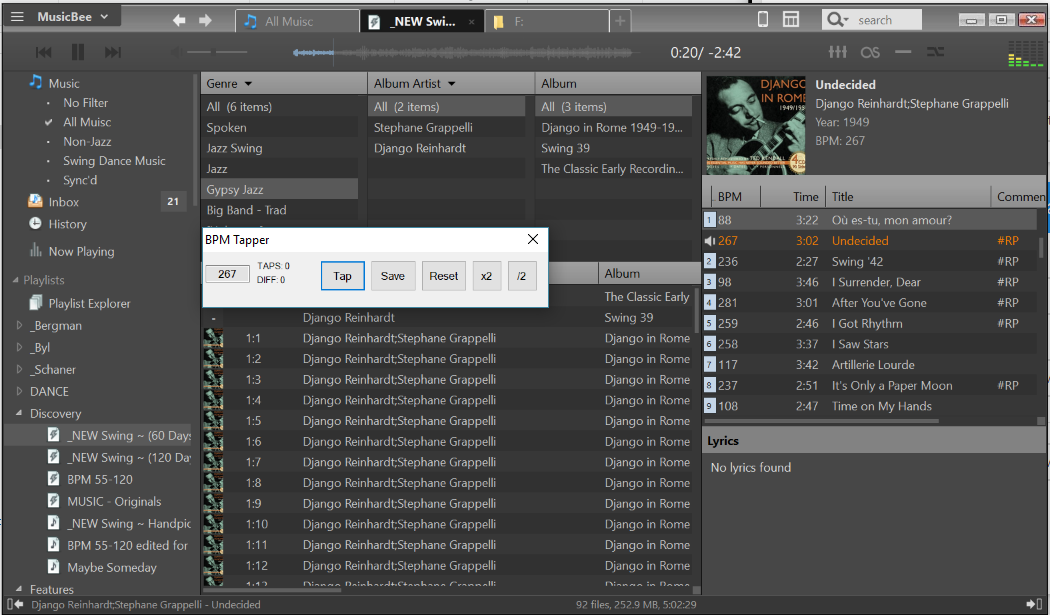 MusicBee
All Muisc
_NEW Swi...
F:
search
0:20/ -2:42
Music
No Filter
All Muisc
Non-Jazz
Swing Dance Music
Sync'd
Inbox
21
History
Now Playing
Playlists
Playlist Explorer
_Bergman
_Byl
_Schaner
DANCE
Discovery
_NEW Swing ~ (60 Days
_NEW Swing ~ (120 Da
BPM 55-120
MUSIC - Originals
_NEW Swing ~ Handpic
BPM 55-120 edited for
Maybe Someday
Features
Genre
All (6 items)
Spoken
Jazz Swing
Jazz
Gypsy Jazz
Big Band - Trad
Album Artist
All (2 items)
Stephane Grappelli
Django Reinhardt
Album
All (3 items)
Django in Rome 1949-19...
Swing 39
The Classic Early Recordin...
BPM Tapper
267
TAPS: 0
DIFF: 0
Tap
Save
Reset
x2
/2
Album
The Classic Early
- Django Reinhardt Swing 39
1:1 Django Reinhardt;Stephane Grappelli Django in Rome
1:2 Django Reinhardt;Stephane Grappelli Django in Rome
1:3 Django Reinhardt;Stephane Grappelli Django in Rome
1:4 Django Reinhardt;Stephane Grappelli Django in Rome
1:5 Django Reinhardt;Stephane Grappelli Django in Rome
1:6 Django Reinhardt;Stephane Grappelli Django in Rome
1:7 Django Reinhardt;Stephane Grappelli Django in Rome
1:8 Django Reinhardt;Stephane Grappelli Django in Rome
1:9 Django Reinhardt;Stephane Grappelli Django in Rome
1:10 Django Reinhardt;Stephane Grappelli Django in Rome
1:11 Django Reinhardt;Stephane Grappelli Django in Rome
1:12 Django Reinhardt;Stephane Grappelli Django in Rome
1:13 Django Reinhardt;Stephane Grappelli Django in Rome
DJANGO
IN ROME
1949/19
Undecided
Django Reinhardt;Stephane Grappelli
Year: 1949
BPM: 267
BPM Time Title Commen
1 88 3:22 Où es-tu, mon amour?
267 3:02 Undecided #RP
2 236 2:27 Swing '42
3 98 3:46 I Surrender, Dear #RP
4 281 3:01 After You've Gone #RP
5 259 2:46 I Got Rhythm #RP
6 258 3:37 I Saw Stars
7 117 3:42 Artillerie Lourde
8 237 2:51 It's Only a Paper Moon #RP
9 108 2:47 Time on My Hands
Lyrics
No lyrics found
Django Reinhardt;Stephane Grappelli - Undecided
92 files, 252.9 MB, 5:02:29